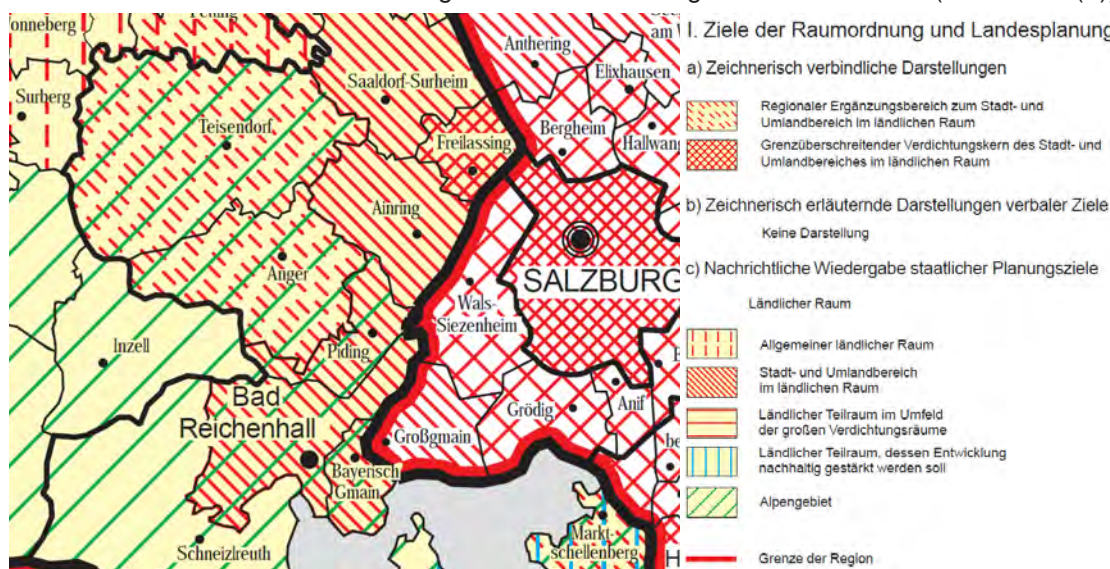 Anthering
Elixhausen
Saaldorf-Surheim
Surberg
Teisendorf
Freilassing
Bergheim
Hallwang
Ainring
SALZBURG
Anger
Wals-
Siezenheim
Inzell
Piding
Bad
Reichenhall
Großgmain
Grödig
Anif
Bayensch
Gmain
Schneizlreuth
Markt-
schellenberg
I. Ziele der Raumordnung und Landesplanung
a) Zeichnerisch verbindliche Darstellungen
Regionaler Ergänzungsbereich zum Stadt- und
Umlandbereich im ländlichen Raum
Grenzüberschreitender Verdichtungskern des Stadt- und
Umlandbereiches im ländlichen Raum
b) Zeichnerisch erläuternde Darstellungen verbaler Ziele
Keine Darstellung
c) Nachrichtliche Wiedergabe staatlicher Planungsziele
Ländlicher Raum
Allgemeiner ländlicher Raum
Stadt- und Umlandbereich
im ländlichen Raum
Ländlicher Teilraum im Umfeld
der großen Verdichtungsräume
Ländlicher Teilraum, dessen Entwicklung
nachhaltig gestärkt werden soll
Alpengebiet
Grenze der Region